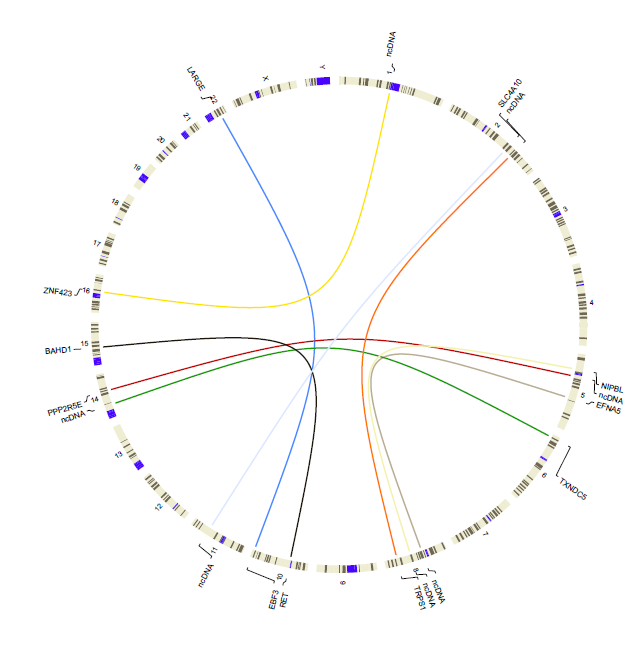 ncDNA
1
SLC4A10
ncDNA
2
3
4
NIPBL
ncDNA
EFNA5
5
TXNDC5
6
7
ncDNA
ncDNA
TRPS1
8
9
RET
EBF3
10
ncDNA
11
12
13
ncDNA
PPP2R5E
14
BAHD1
15
ZNF423
16
17
18
19
20
21
LARGE
22
X
Y